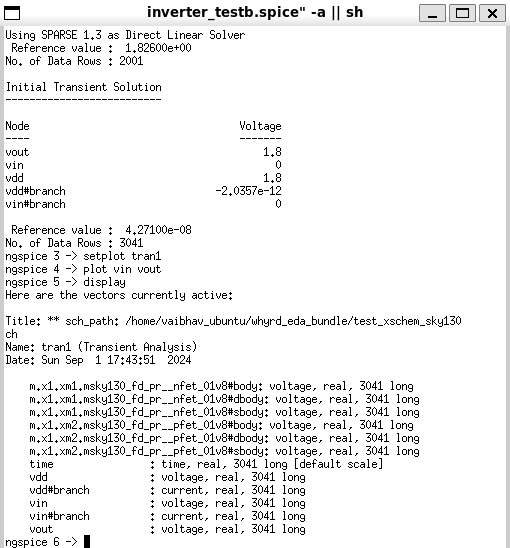 inverter_testb.spice" -a || sh
Using SPARSE 1.3 as Direct Linear Solver
Reference value : 1.82600e+00
No. of Data Rows : 2001
Initial Transient Solution
--------------------------
Node Voltage
---- -------
vout 1.8
vin 0
vdd 1.8
vdd#branch -2.0357e-12
vin#branch 0
Reference value : 4.27100e-08
No. of Data Rows : 3041
ngspice 3 -> setplot tran1
ngspice 4 -> plot vin vout
ngspice 5 -> display
Here are the vectors currently active:
Title: ** sch_path: /home/vaibhav_ubuntu/whyrd_eda_bundle/test_xschem_sky130
ch
Name: tran1 (Transient Analysis)
Date: Sun Sep  1 17:43:51  2024
m.x1.xm1.msky130_fd_pr__nfet_01v8#body: voltage, real, 3041 long
m.x1.xm1.msky130_fd_pr__nfet_01v8#dbody: voltage, real, 3041 long
m.x1.xm1.msky130_fd_pr__nfet_01v8#sbody: voltage, real, 3041 long
m.x1.xm2.msky130_fd_pr__pfet_01v8#body: voltage, real, 3041 long
m.x1.xm2.msky130_fd_pr__pfet_01v8#dbody: voltage, real, 3041 long
m.x1.xm2.msky130_fd_pr__pfet_01v8#sbody: voltage, real, 3041 long
time : time, real, 3041 long [default scale]
vdd : voltage, real, 3041 long
vdd#branch : current, real, 3041 long
vin : voltage, real, 3041 long
vin#branch : current, real, 3041 long
vout : voltage, real, 3041 long
ngspice 6 ->